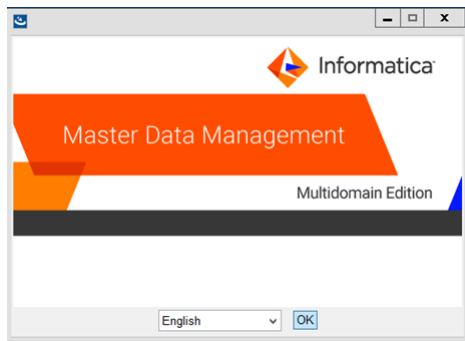 Informatica
Master Data Management
Multidomain Edition
English
OK